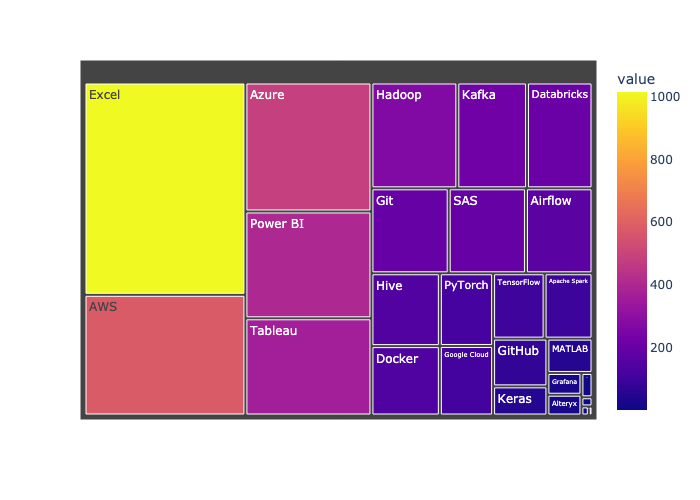 value
Excel
AWS
Azure
Power BI
Tableau
Hadoop
Kafka
Databricks
Git
SAS
Airflow
Hive
PyTorch
TensorFlow
Apache Spark
Docker
Google Cloud
GitHub
MATLAB
Keras
Grafana
Alteryx
1000
800
600
400
200